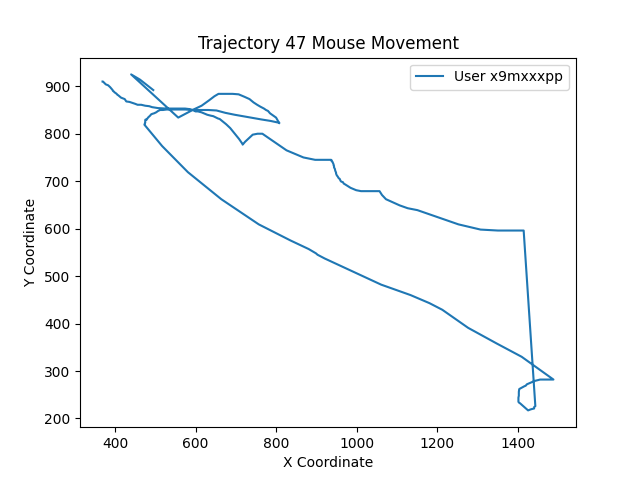 Trajectory 47 Mouse Movement
User x9mxxxpp
900
800
700
600
500
400
300
200
Y Coordinate
400 600 800 1000 1200 1400
X Coordinate